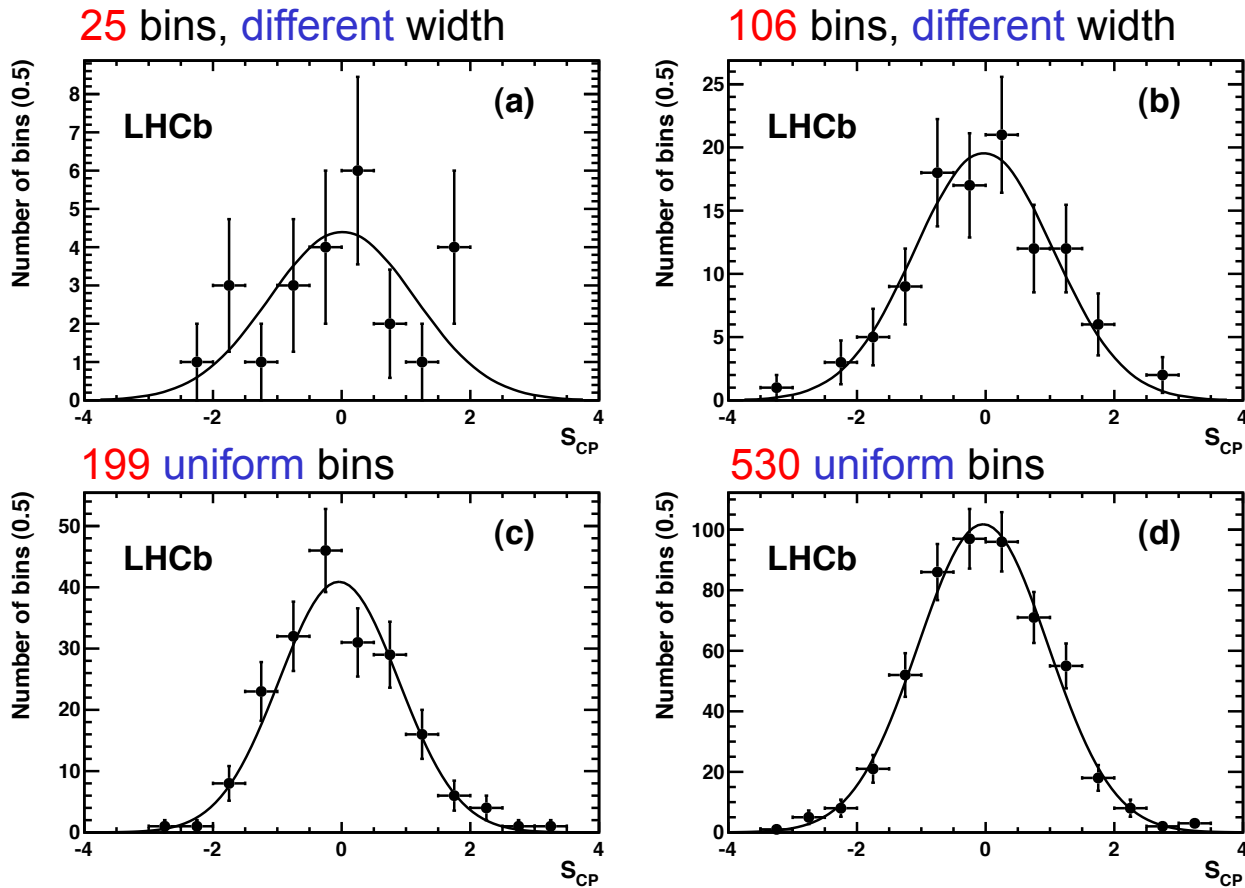 25 bins, different width
Number of bins (0.5)
8
7
6
5
4
3
2
1
0
LHCb
(a)
-4 -2 0 2 4
S_CP
106 bins, different width
Number of bins (0.5)
25
20
15
10
5
0
LHCb
(b)
-4 -2 0 2 4
S_CP
199 uniform bins
Number of bins (0.5)
50
40
30
20
10
0
LHCb
(c)
-4 -2 0 2 4
S_CP
530 uniform bins
Number of bins (0.5)
100
80
60
40
20
0
LHCb
(d)
-4 -2 0 2 4
S_CP